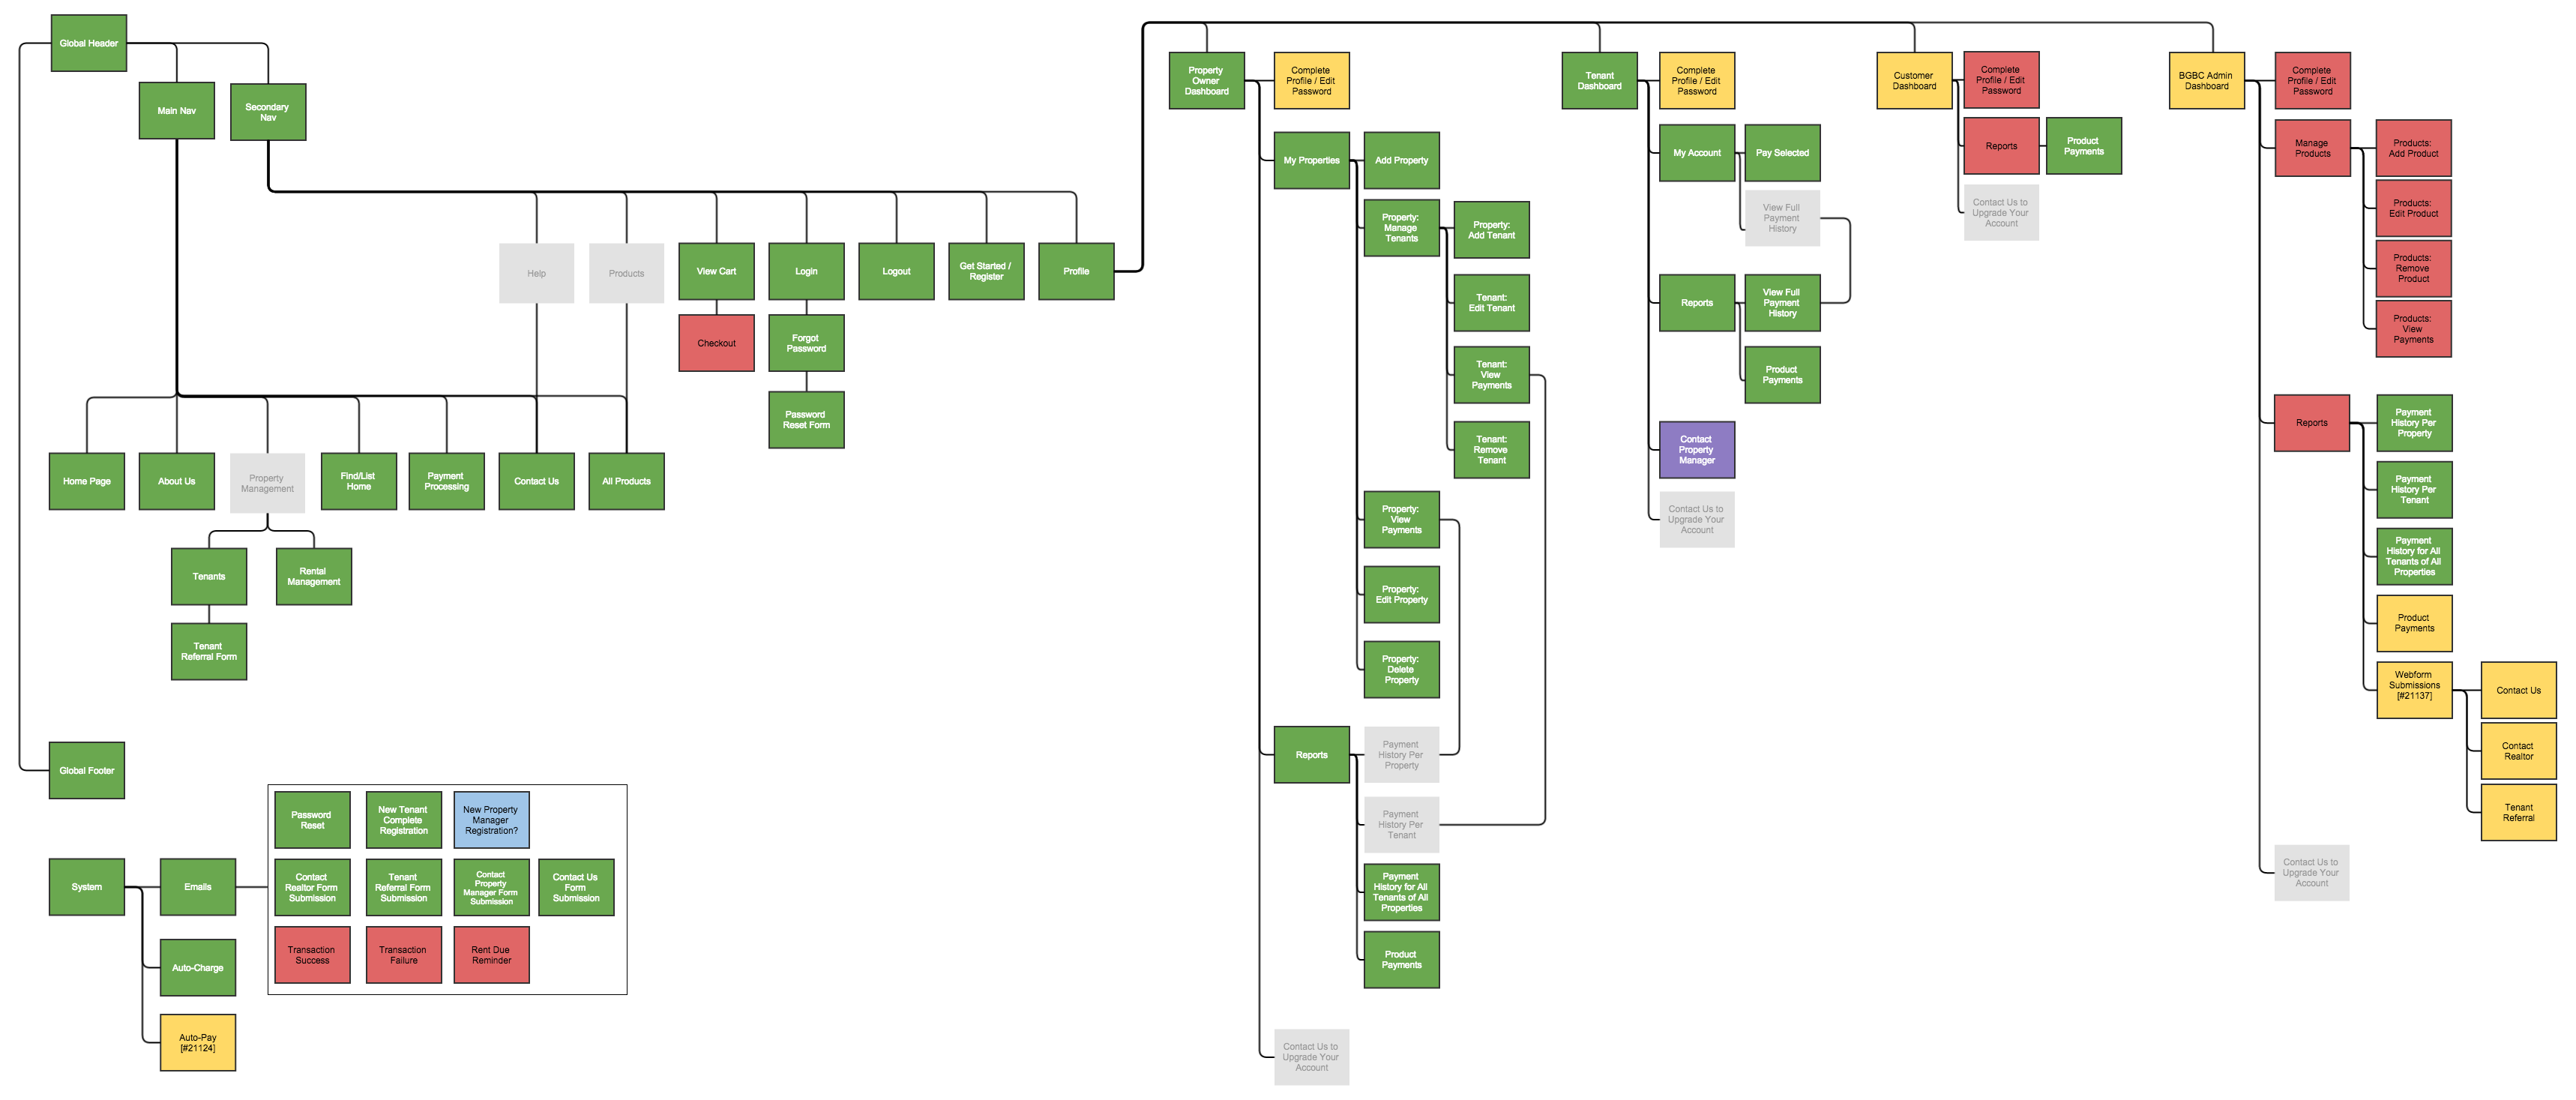 Global Header
Main Nav
Secondary
Nav
Help
Products
View Cart
Login
Logout
Get Started /
Register
Profile
Checkout
Forgot
Password
Password
Reset Form
Home Page
About Us
Property
Management
Find/List
Home
Payment
Processing
Contact Us
All Products
Tenants
Rental
Management
Tenant
Referral Form
Global Footer
System
Emails
Auto-Charge
Auto-Pay
[#21124]
Password
Reset
New Tenant
Complete
Registration
New Property
Manager
Registration?
Contact
Realtor Form
Submission
Tenant
Referral Form
Submission
Contact
Property
Manager Form
Submission
Contact Us
Form
Submission
Transaction
Success
Transaction
Failure
Rent Due
Reminder
Property
Owner
Dashboard
Complete
Profile / Edit
Password
My Properties
Add Property
Property:
Manage
Tenants
Property:
Add Tenant
Tenant:
Edit Tenant
Tenant:
View
Payments
Tenant:
Remove
Tenant
Property:
View
Payments
Property:
Edit Property
Property:
Delete
Property
Reports
Payment
History Per
Property
Payment
History Per
Tenant
Payment
History for All
Tenants of All
Properties
Product
Payments
Contact Us to
Upgrade Your
Account
Tenant
Dashboard
Complete
Profile / Edit
Password
My Account
Pay Selected
View Full
Payment
History
Reports
View Full
Payment
History
Product
Payments
Contact
Property
Manager
Contact Us to
Upgrade Your
Account
Customer
Dashboard
Complete
Profile / Edit
Password
Reports
Product
Payments
Contact Us to
Upgrade Your
Account
BGBC Admin
Dashboard
Complete
Profile / Edit
Password
Manage
Products
Products:
Add Product
Products:
Edit Product
Products:
Remove
Product
Products:
View
Payments
Reports
Payment
History Per
Property
Payment
History Per
Tenant
Payment
History for All
Tenants of All
Properties
Product
Payments
Webform
Submissions
[#21137]
Contact Us
Contact
Realtor
Tenant
Referral
Contact Us to
Upgrade Your
Account